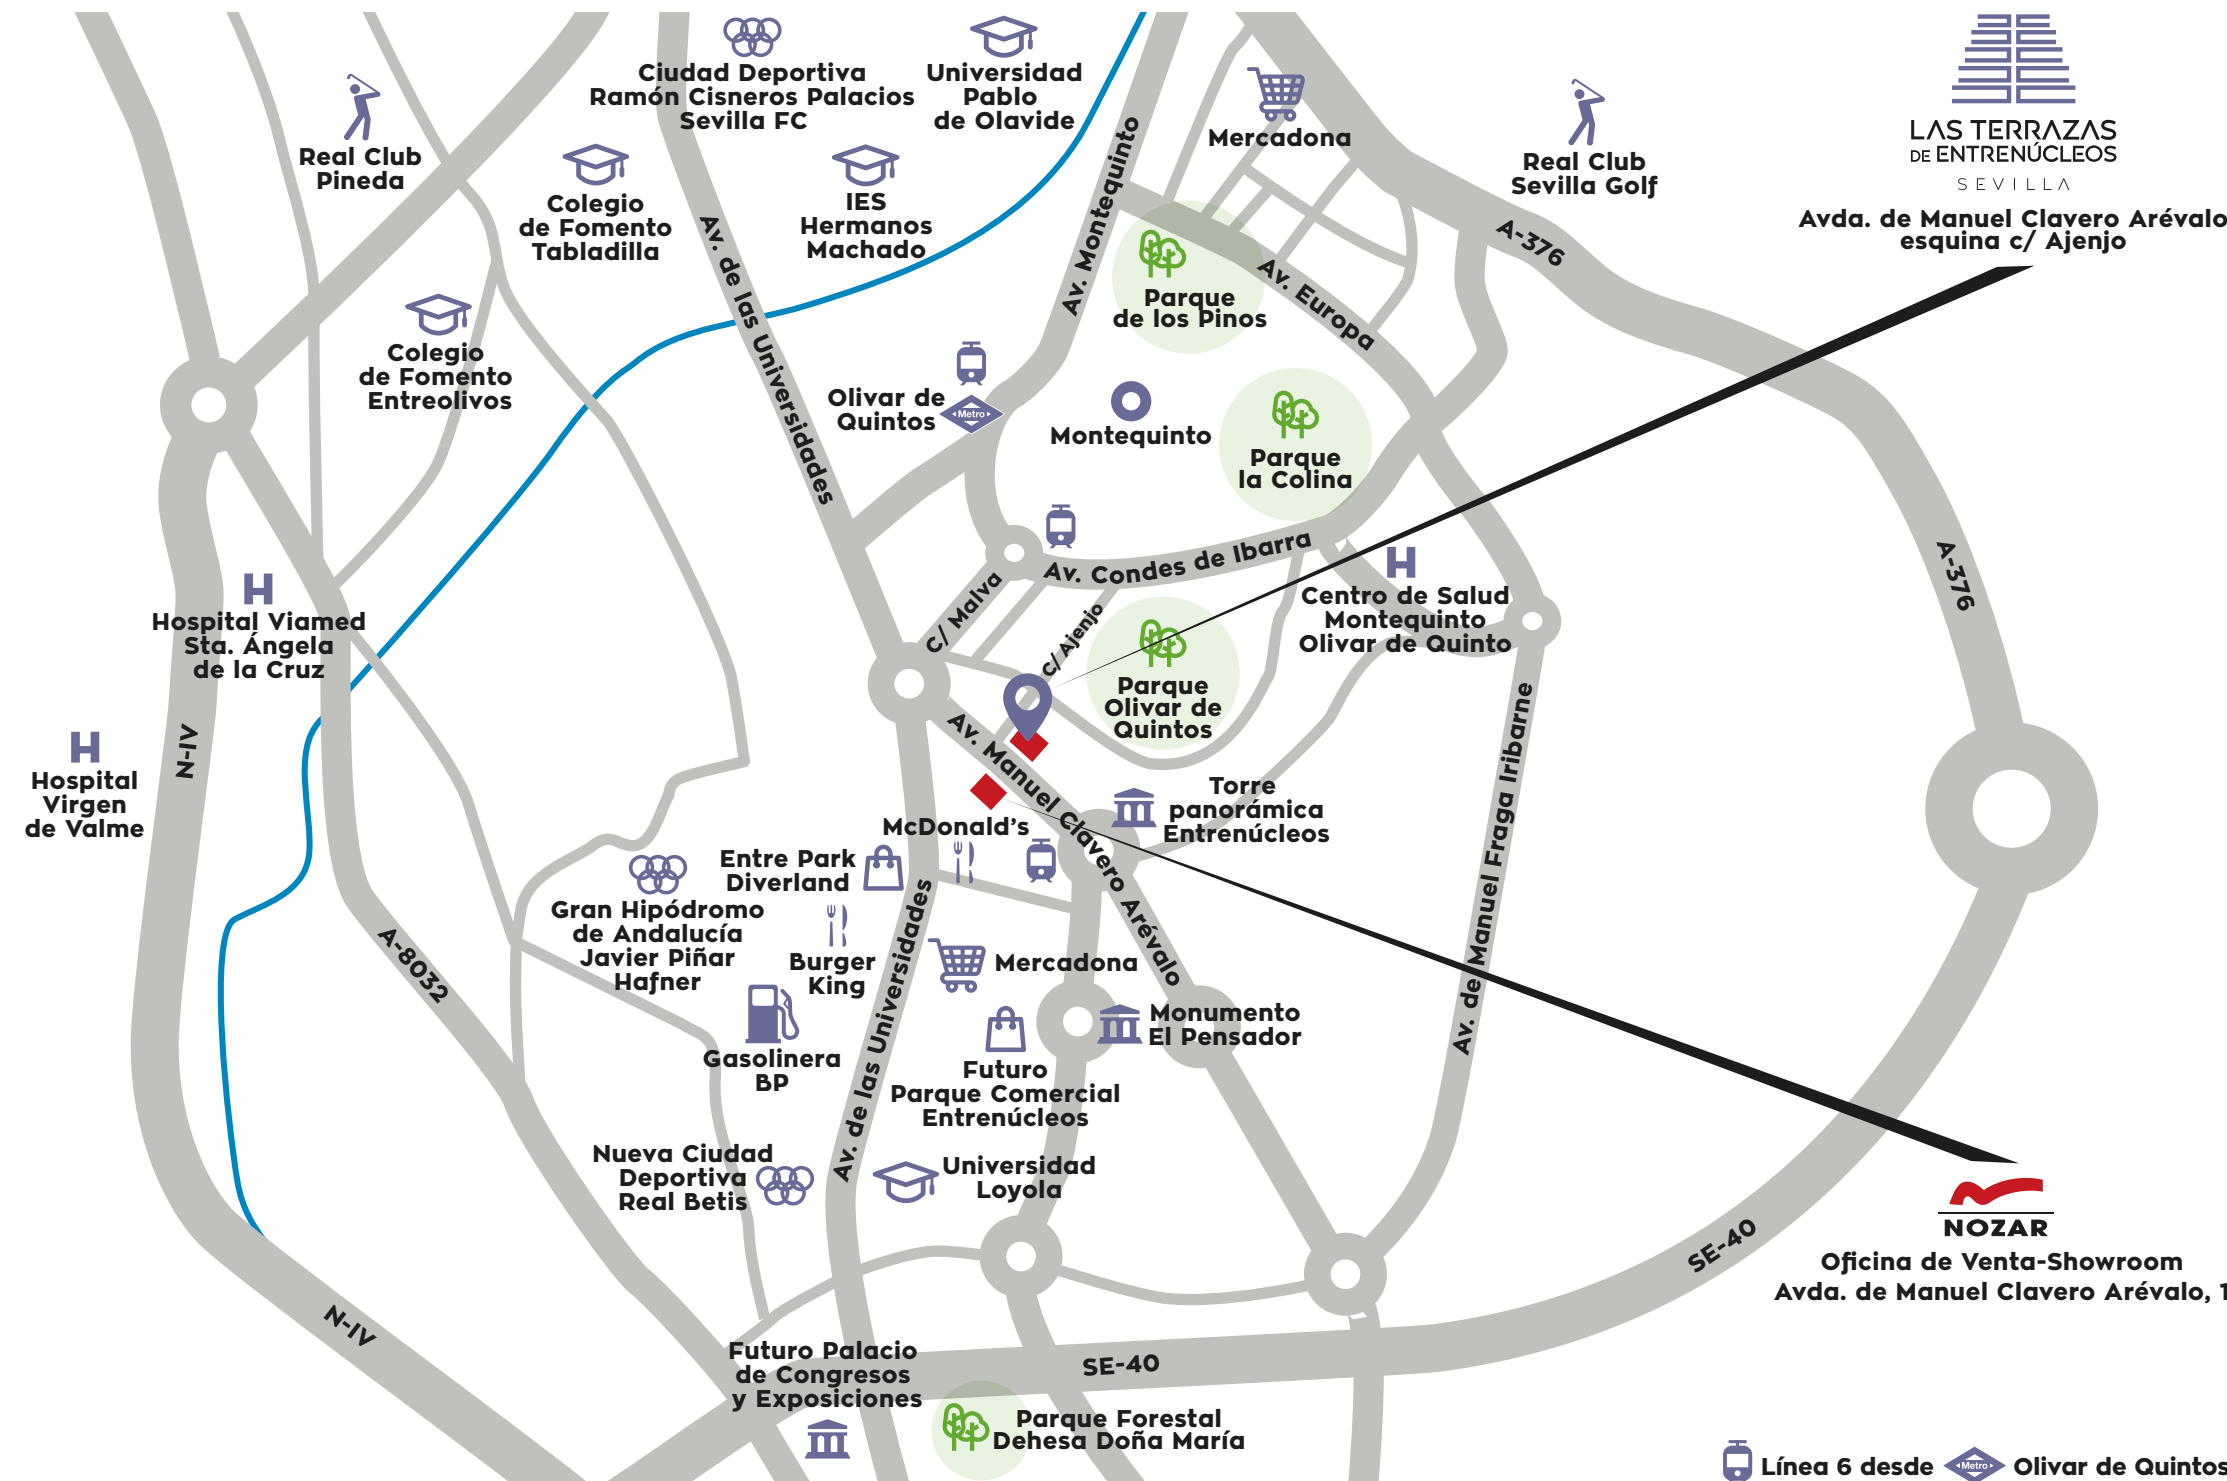 Ciudad Deportiva
Ramón Cisneros Palacios
Sevilla FC
Universidad
Pablo
de Olavide
Mercadona
Real Club
Pineda
Colegio
de Fomento
Tabladilla
IES
Hermanos
Machado
Real Club
Sevilla Golf
LAS TERRAZAS
DE ENTRENÚCLEOS
SEVILLA
Avda. de Manuel Clavero Arévalo
esquina c/ Ajenjo
Av. de las Universidades
Av. Montequinto
A-376
Av. Europa
Parque
de los Pinos
Colegio
de Fomento
Entreolivos
Olivar de
Quintos
Metro
Montequinto
Parque
la Colina
Av. Condes de Ibarra
A-376
Hospital Viamed
Sta. Ángela
de la Cruz
C/ Malva
C/ Ajenjo
Centro de Salud
Montequinto
Olivar de Quinto
Parque
Olivar de
Quintos
N-IV
Hospital
Virgen
de Valme
Av. Manuel Clavero Arévalo
Av. de Manuel Fraga Iribarne
Torre
panorámica
Entrenúcleos
McDonald's
Entre Park
Diverland
Gran Hipódromo
de Andalucía
Javier Piñar
Hafner
Burger
King
A-8032
Av. de las Universidades
Mercadona
Monumento
El Pensador
Gasolinera
BP
Futuro
Parque Comercial
Entrenúcleos
Nueva Ciudad
Deportiva
Real Betis
Universidad
Loyola
NOZAR
Oficina de Venta-Showroom
Avda. de Manuel Clavero Arévalo, 1
SE-40
N-IV
Futuro Palacio
de Congresos
y Exposiciones
SE-40
Parque Forestal
Dehesa Doña María
Línea 6 desde Metro Olivar de Quintos